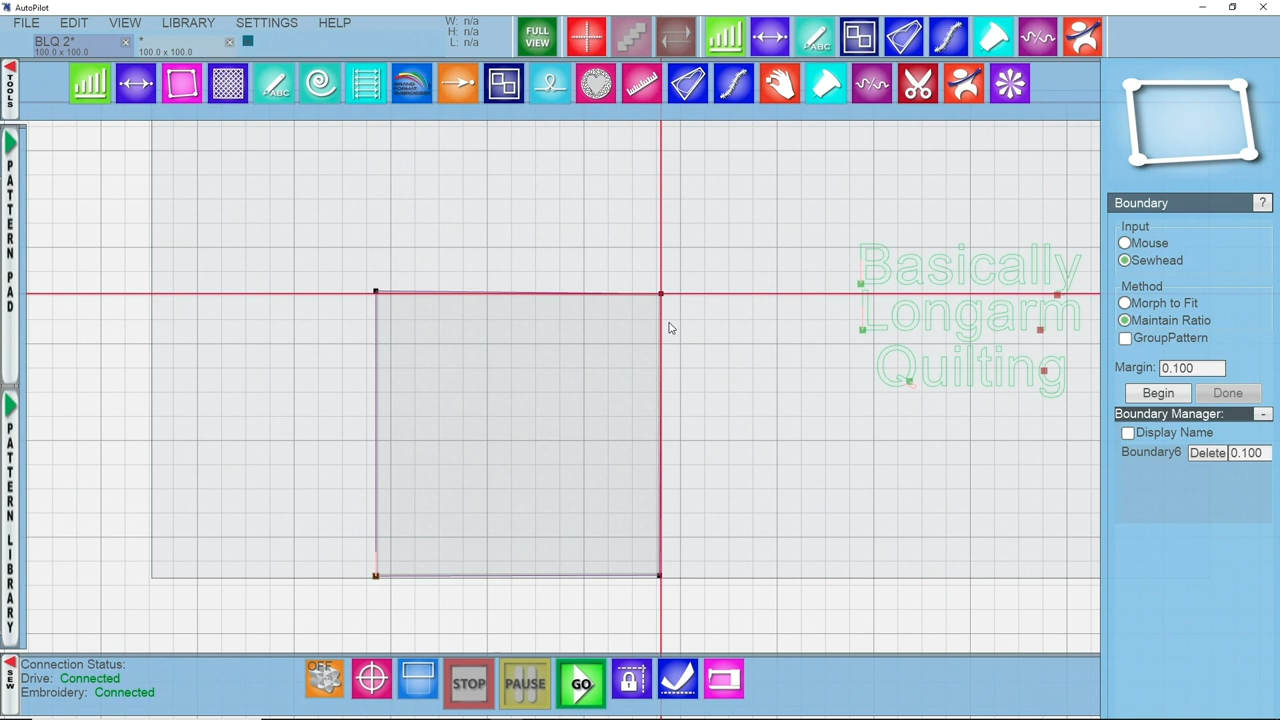 AutoPilot
FILE EDIT VIEW LIBRARY SETTINGS HELP
BLQ 2*
100.0 x 100.0
100.0 x 100.0
W: n/a
H: n/a
L: n/a
FULL VIEW
ABC
TOOLS
ABC
PATTERN PAD
PATTERN LIBRARY
Basically
Longarm
Quilting
Boundary ?
Input
Mouse
Sewhead
Method
Morph to Fit
Maintain Ratio
GroupPattern
Margin: 0.100
Begin Done
Boundary Manager: -
Display Name
Boundary6 Delete 0.100
SEW
Connection Status:
Drive: Connected
Embroidery: Connected
OFF
STOP
PAUSE
GO